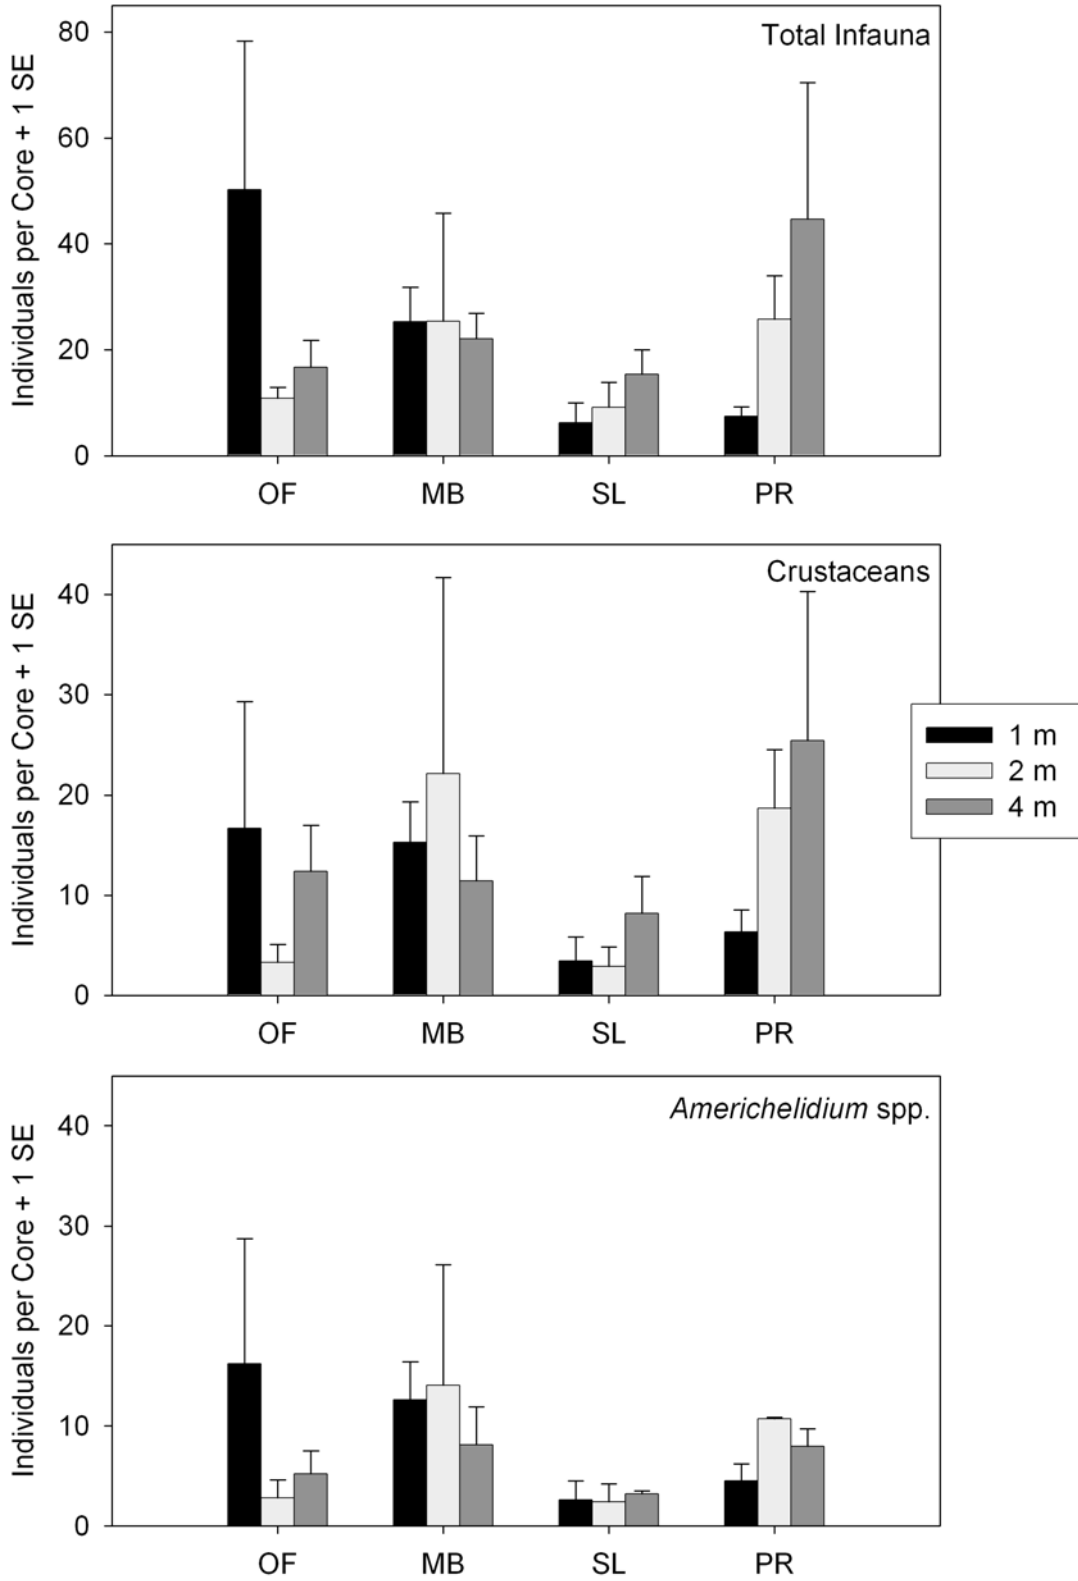 Total Infauna
Individuals per Core + 1 SE
80
60
40
20
0
OF MB SL PR
Crustaceans
Individuals per Core + 1 SE
40
30
20
10
0
OF MB SL PR
1 m
2 m
4 m
Americhelidium spp.
Individuals per Core + 1 SE
40
30
20
10
0
OF MB SL PR